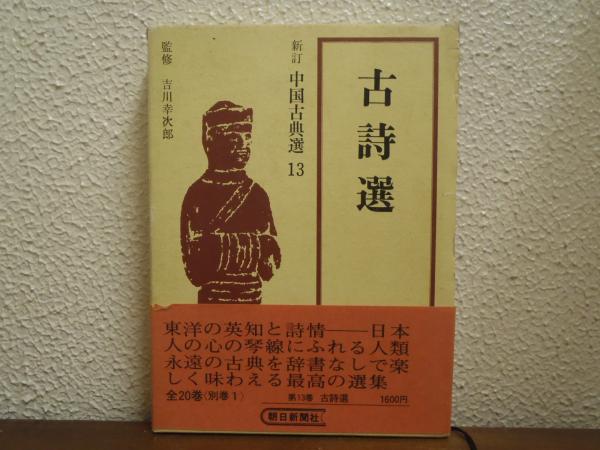 古詩選
新訂 中国古典選 13
監修 吉川幸次郎
東洋の英知と詩情――日本
人の心の琴線にふれる人類
永遠の古典を辞書なしで楽
しく味わえる最高の選集
全20巻〈別巻1〉 第13巻 古詩選 1600円
朝日新聞社